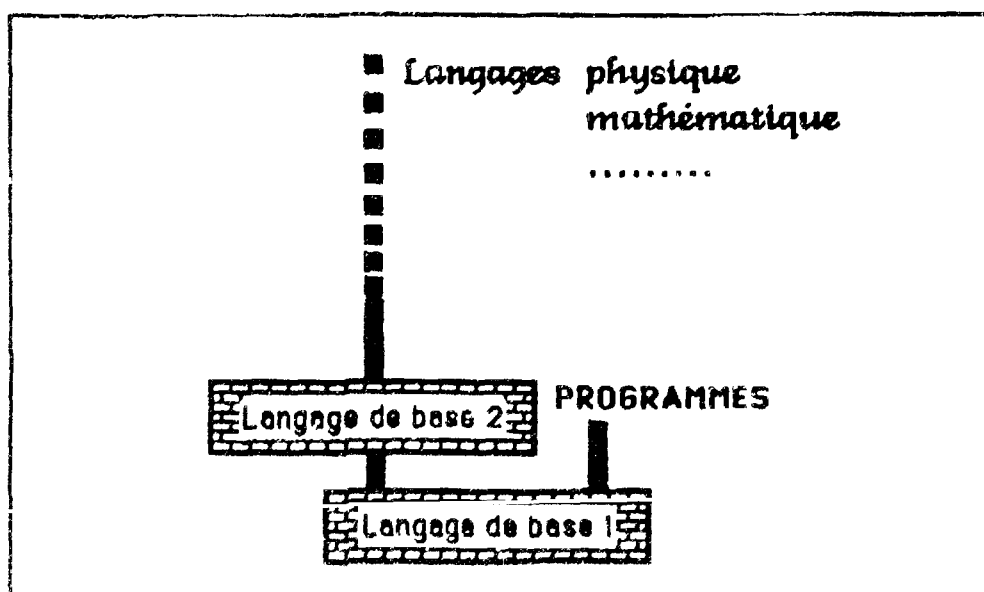 Langages physique
mathématique
..........
Langage de base 2
PROGRAMMES
Langage de base 1